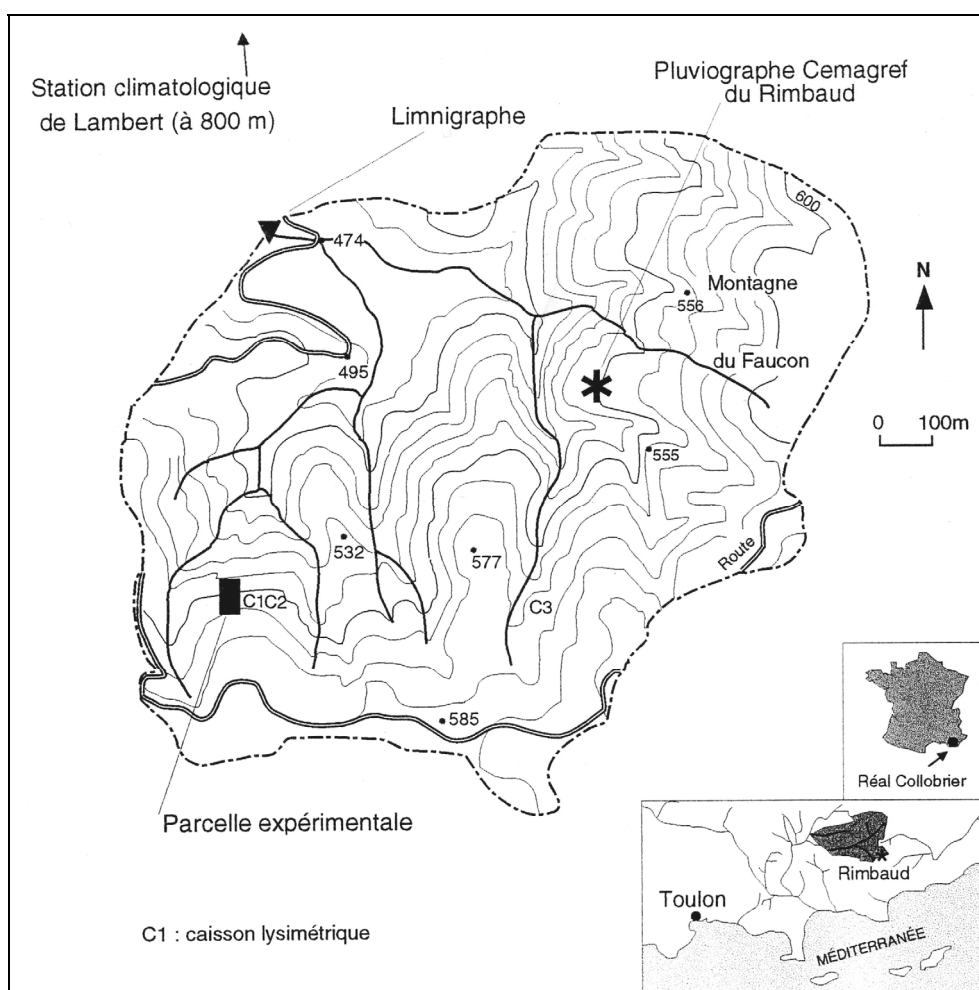 Station climatologique
de Lambert (à 800 m)
Limnigraphe
Pluviographe Cemagref
du Rimbaud
600
474
N
Montagne
556
495
du Faucon
0 100m
555
532
577
Route
C1C2
C3
585
Réal Collobrier
Parcelle expérimentale
Rimbaud
Toulon
C1 : caisson lysimétrique
MÉDITERRANÉE